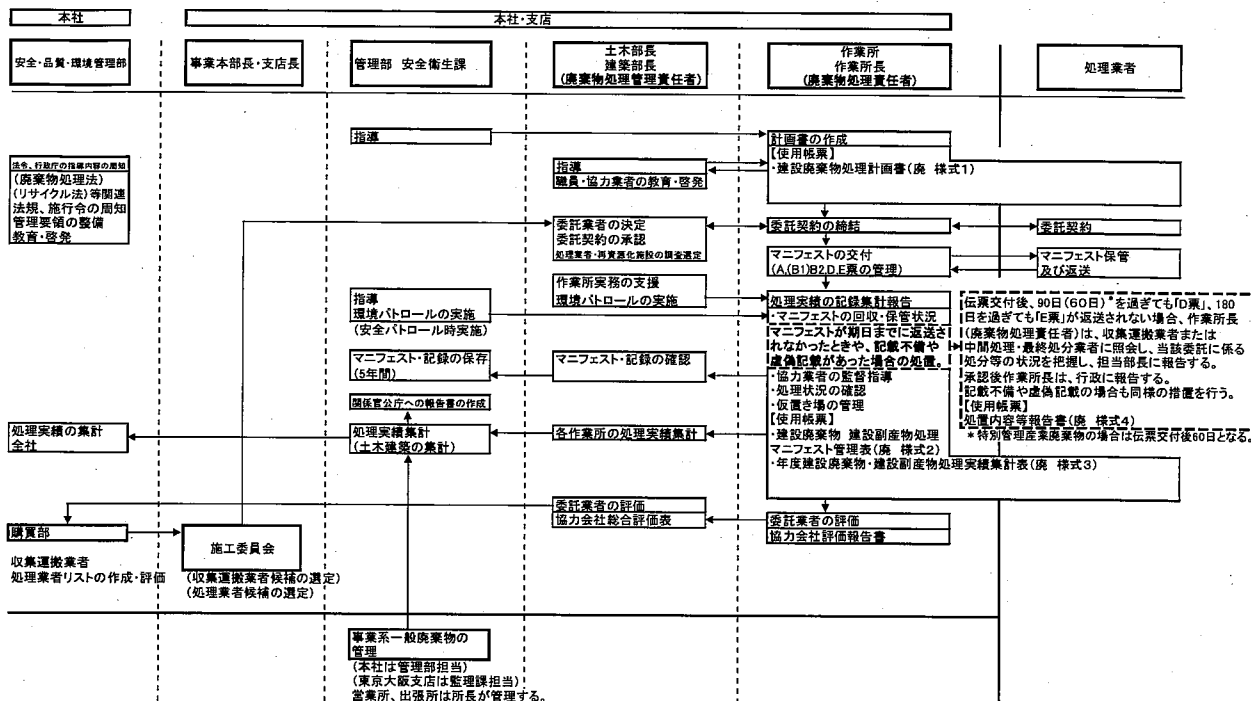 本社
本社・支店
安全・品質・環境管理部
事業本部長・支店長
管理部 安全衛生課
土木部長
建築部長
(廃棄物処理管理責任者)
作業所
作業所長
(廃棄物処理責任者)
処理業者
法令、行政庁の指導内容の周知
(廃棄物処理法)
(リサイクル法)等関連
法規、施行令の周知
管理要領の整備
教育・啓発
指導
計画書の作成
【使用帳票】
・建設廃棄物処理計画書(廃 様式1)
指導
職員・協力業者の教育・啓発
委託業者の決定
委託契約の承認
処理業者・再資源化施設の調査選定
委託契約の締結
委託契約
マニフェストの交付
(A,(B1)B2,D,E票の管理)
マニフェスト保管
及び返送
作業所実務の支援
環境パトロールの実施
指導
環境パトロールの実施
(安全パトロール時実施)
処理実績の記録集計報告
・マニフェストの回収・保管状況
マニフェストが期日までに返送さ
れなかったときや、記載不備や
虚偽記載があった場合の処置。
伝票交付後、90日(60日)*を過ぎても「D票」、180
日を過ぎても「E票」が返送されない場合、作業所長
(廃棄物処理責任者)は、収集運搬業者または
中間処理・最終処分業者に照会し、当該委託に係る
処分等の状況を把握し、担当部長に報告する。
承認後作業所長は、行政に報告する。
記載不備や虚偽記載の場合も同様の措置を行う。
【使用帳票】
処置内容等報告書(廃 様式4)
*特別管理産業廃棄物の場合は伝票交付後60日となる。
マニフェスト・記録の保存
(5年間)
マニフェスト・記録の確認
・協力業者の監督指導
・処理状況の確認
・仮置き場の管理
【使用帳票】
・建設廃棄物 建設副産物処理
マニフェスト管理表(廃 様式2)
・年度建設廃棄物・建設副産物処理実績集計表(廃 様式3)
関係官公庁への報告書の作成
処理実績の集計
全社
処理実績集計
(土木建築の集計)
各作業所の処理実績集計
委託業者の評価
協力会社総合評価表
委託業者の評価
協力会社評価報告書
購買部
収集運搬業者
処理業者リストの作成・評価
施工委員会
(収集運搬業者候補の選定)
(処理業者候補の選定)
事業系一般廃棄物の
管理
(本社は管理部担当)
(東京大阪支店は監理課担当)
営業所、出張所は所長が管理する。